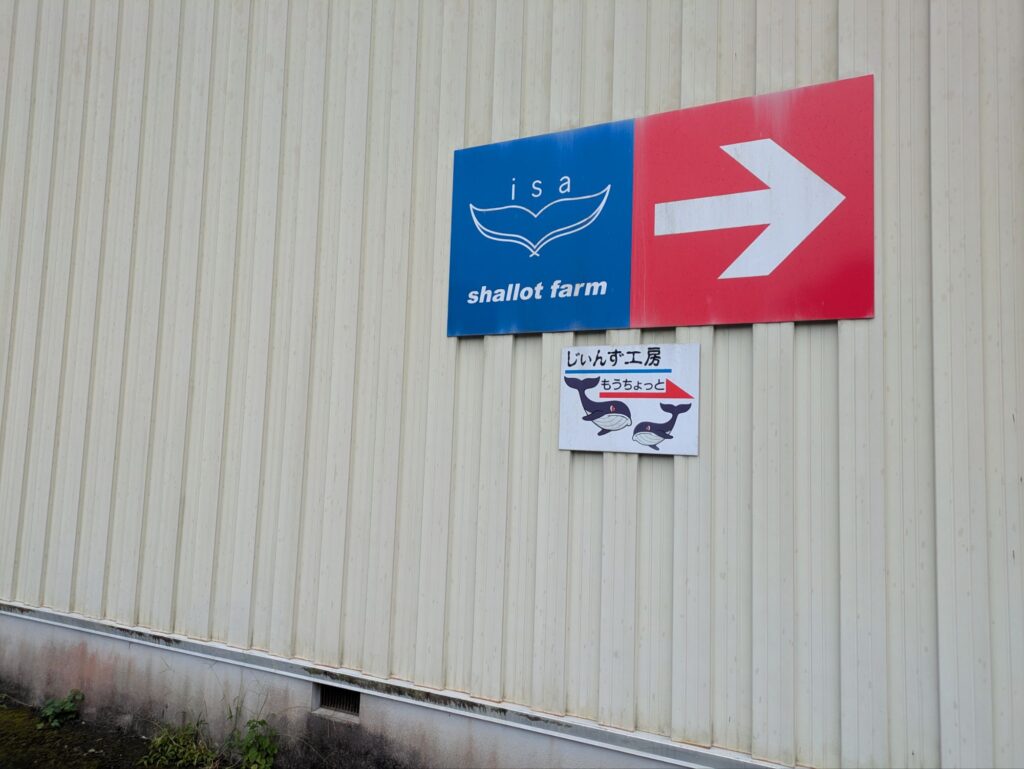 isa
shallot farm
じぃんず工房
もうちょっと